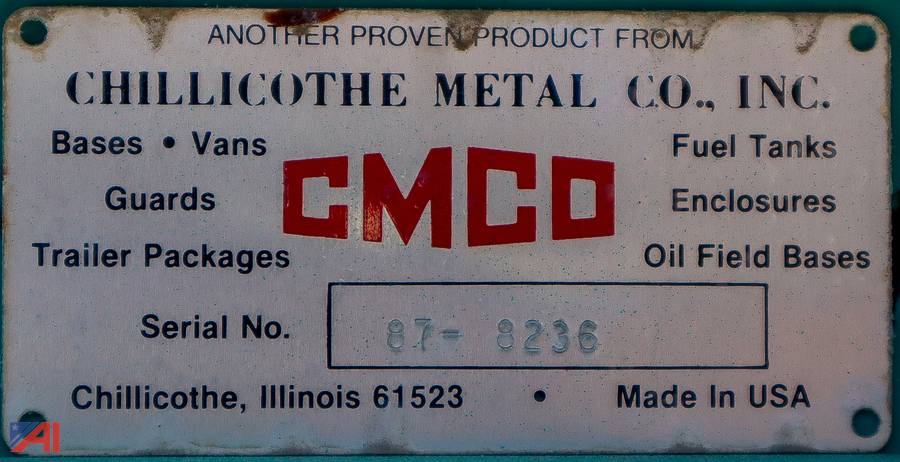 ANOTHER PROVEN PRODUCT FROM
CHILLICOTHE METAL CO., INC.
Bases • Vans
Guards
Trailer Packages
CMCO
Fuel Tanks
Enclosures
Oil Field Bases
Serial No. 87- 8236
Chillicothe, Illinois 61523 • Made In USA
AI